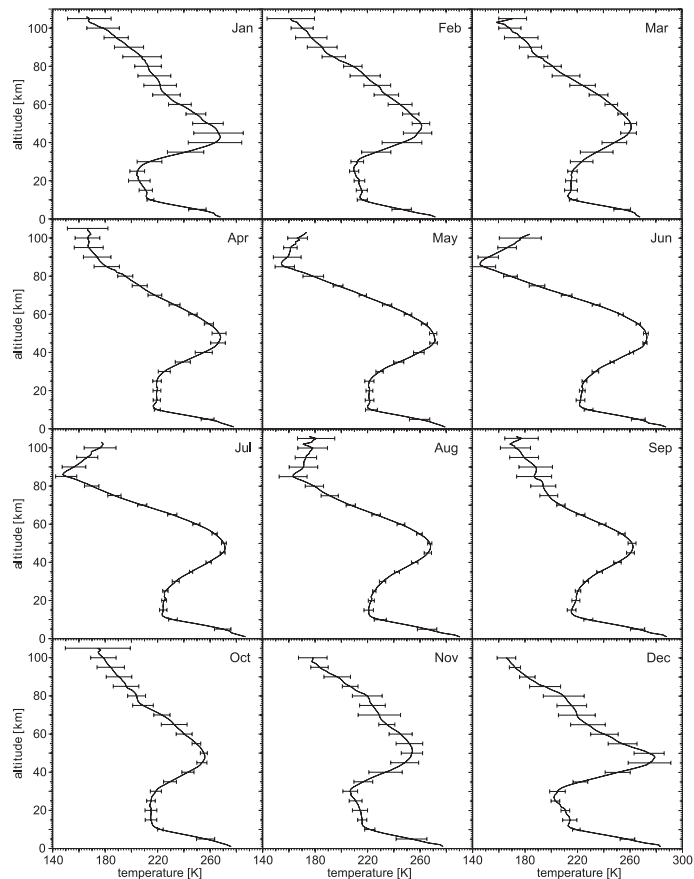 Jan
Feb
Mar
100
80
60
40
20
0
altitude [km]
Apr
May
Jun
100
80
60
40
20
0
altitude [km]
Jul
Aug
Sep
100
80
60
40
20
0
altitude [km]
Oct
Nov
Dec
100
80
60
40
20
0
altitude [km]
140 180 220 260 140 180 220 260 140 180 220 260 300
temperature [K] temperature [K] temperature [K]